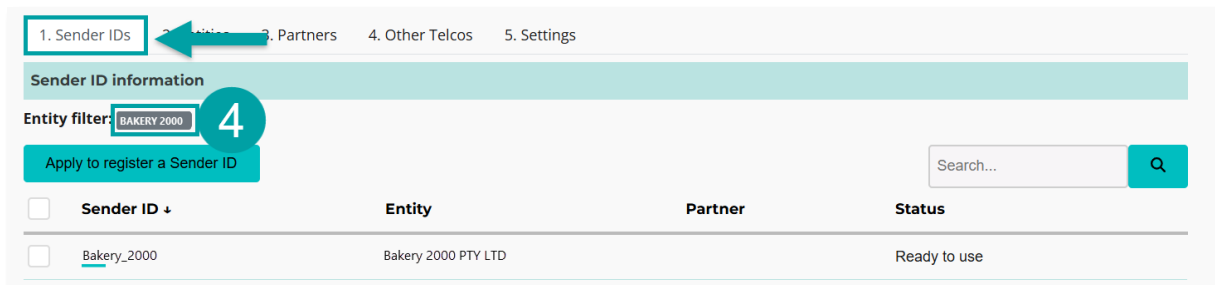 1. Sender IDs 3. Partners 4. Other Telcos 5. Settings
Sender ID information
Entity filter: BAKERY 2000 4
Apply to register a Sender ID Search...
Sender ID ↓ Entity Partner Status
Bakery_2000 Bakery 2000 PTY LTD Ready to use